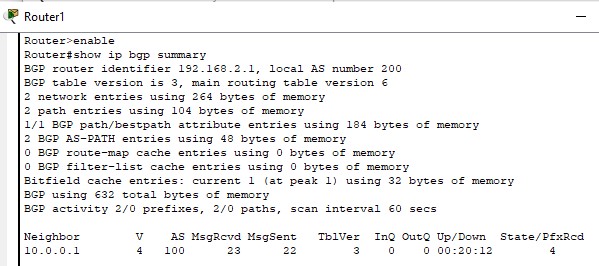 Router1
Router>enable
Router#show ip bgp summary
BGP router identifier 192.168.2.1, local AS number 200
BGP table version is 3, main routing table version 6
2 network entries using 264 bytes of memory
2 path entries using 104 bytes of memory
1/1 BGP path/bestpath attribute entries using 184 bytes of memory
2 BGP AS-PATH entries using 48 bytes of memory
0 BGP route-map cache entries using 0 bytes of memory
0 BGP filter-list cache entries using 0 bytes of memory
Bitfield cache entries: current 1 (at peak 1) using 32 bytes of memory
BGP using 632 total bytes of memory
BGP activity 2/0 prefixes, 2/0 paths, scan interval 60 secs
Neighbor V AS MsgRcvd MsgSent TblVer InQ OutQ Up/Down State/PfxRcd
10.0.0.1 4 100 23 22 3 0 0 00:20:12 4